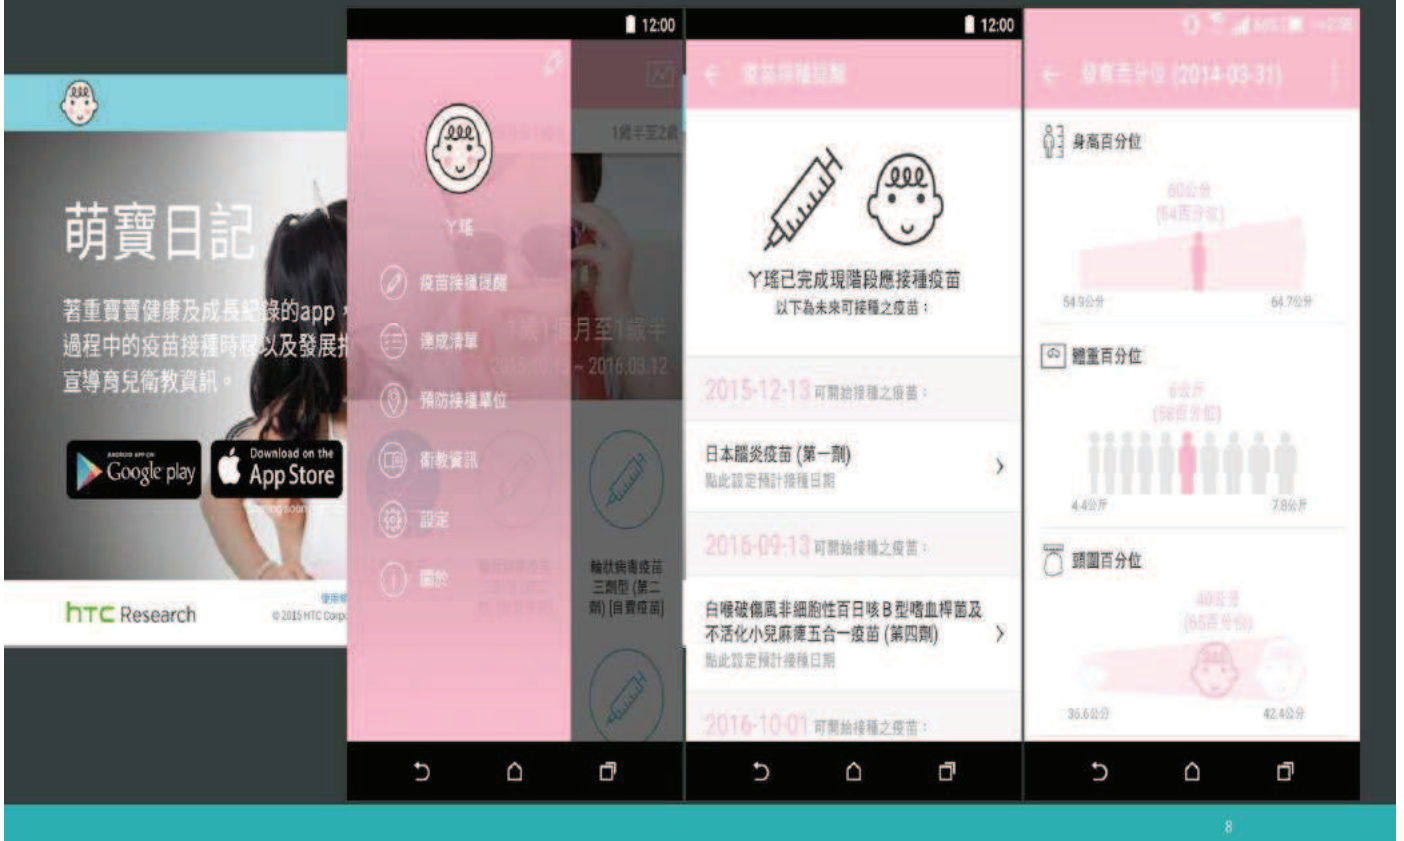 萌寶日記
著重寶寶健康及成長紀錄的app，
過程中的疫苗接種時程以及發展指
宣導育兒衛教資訊。
ANDROID APP ON
Google play
Download on the
App Store
Coming soon
hTC Research
使用條
© 2015 HTC Corpo
12:00
ㄚ瑤
疫苗接種提醒
達成清單
預防接種單位
衛教資訊
設定
關於
1歲半至2歲
1歲1個月至1歲半
~ 2016.03.12
輪狀病毒疫苗
三劑型 (第二
劑) [自費疫苗]
12:00
疫苗接種提醒
ㄚ瑤已完成現階段應接種疫苗
以下為未來可接種之疫苗：
2015-12-13 可開始接種之疫苗：
日本腦炎疫苗 (第一劑)
點此設定預計接種日期
2016-09-13 可開始接種之疫苗：
白喉破傷風非細胞性百日咳Ｂ型嗜血桿菌及
不活化小兒麻痺五合一疫苗 (第四劑)
點此設定預計接種日期
2016-10-01 可開始接種之疫苗：
發育百分位 (2014-03-31)
身高百分位
60公分
(54百分位)
54.9公分
64.7公分
體重百分位
6公斤
(56百分位)
4.4公斤
7.8公斤
頭圍百分位
40公分
(65百分位)
36.6公分
42.4公分
8